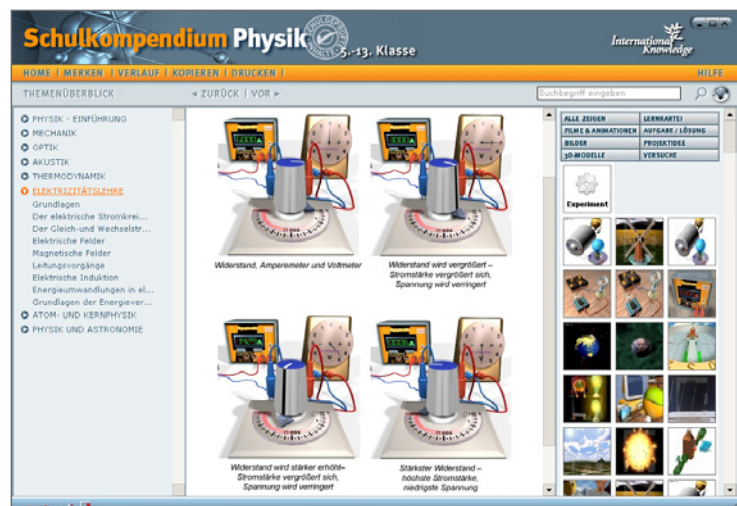 Schulkompendium Physik
SCHULGEPRÜFTE INHALTE
5.-13. Klasse
International Knowledge
HOME | MERKEN | VERLAUF | KOPIEREN | DRUCKEN |
HILFE
THEMENÜBERBLICK
◄ ZURÜCK | VOR ►
Suchbegriff eingeben
PHYSIK - EINFÜHRUNG
MECHANIK
OPTIK
AKUSTIK
THERMODYNAMIK
ELEKTRIZITÄTSLEHRE
Grundlagen
Der elektrische Stromkrei...
Der Gleich-und Wechselstr...
Elektrische Felder
Magnetische Felder
Leitungsvorgänge
Elektrische Induktion
Energieumwandlungen in el...
Grundlagen der Energiever...
ATOM- UND KERNPHYSIK
PHYSIK UND ASTRONOMIE
Widerstand, Amperemeter und Voltmeter
Widerstand wird vergrößert –
Stromstärke vergrößert sich,
Spannung wird verringert
Widerstand wird stärker erhöht–
Stromstärke vergrößert sich,
Spannung wird verringert
Stärkster Widerstand –
höchste Stromstärke,
niedrigste Spannung
ALLE ZEIGEN
LERNKARTEI
FILME & ANIMATIONEN
AUFGABE / LÖSUNG
BILDER
PROJEKTIDEE
3D-MODELLE
VERSUCHE
Experiment